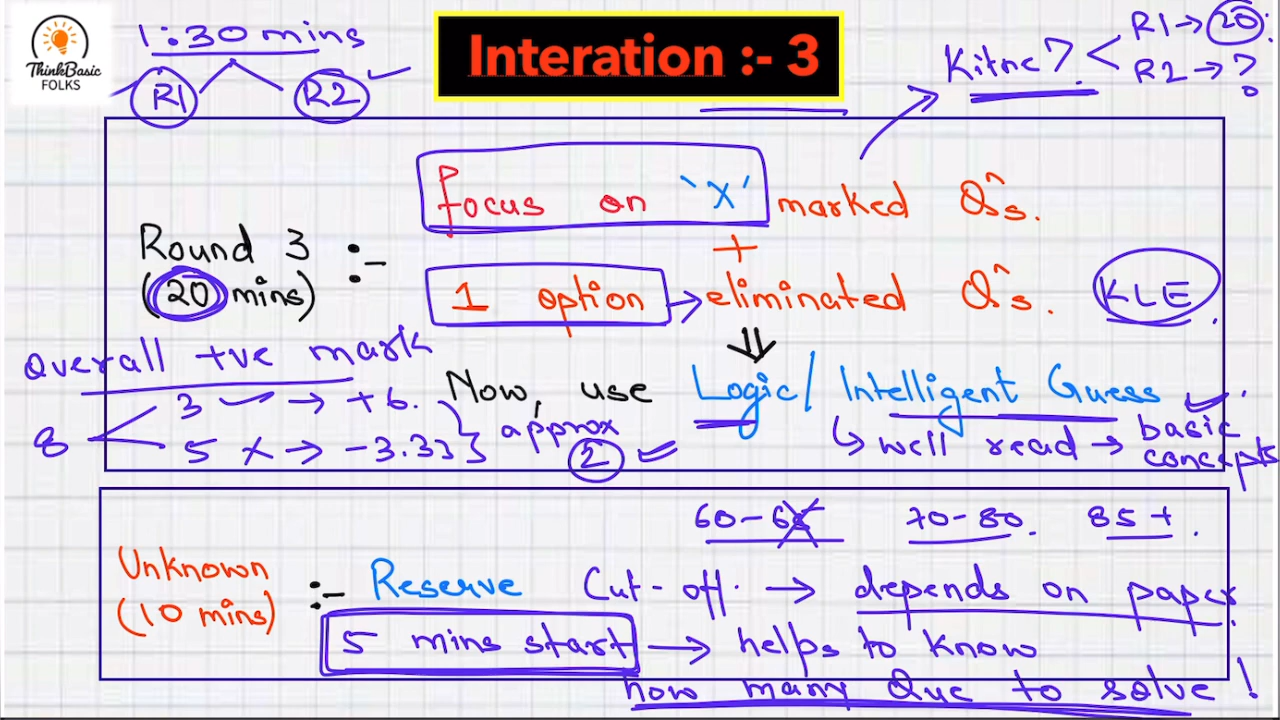 ThinkBasic
FOLKS
1:30 mins
R1 R2
Interation :- 3
Kitne?
R1 → 20.
R2 → ?
focus on 'X' marked Qns.
+
Round 3 :-
(20 mins)
1 option → eliminated Qns.
KLE
⇓
overall +ve mark
Now, use Logic/ Intelligent Guess
8
3 ✓ → +6.
5 X → -3.33
approx
2
↳ well read → basic
concepts
60-65 70-80 85+
Unknown :- Reserve
(10 mins)
Cut-off. → depends on paper
5 mins start → helps to know
how many Que to solve!